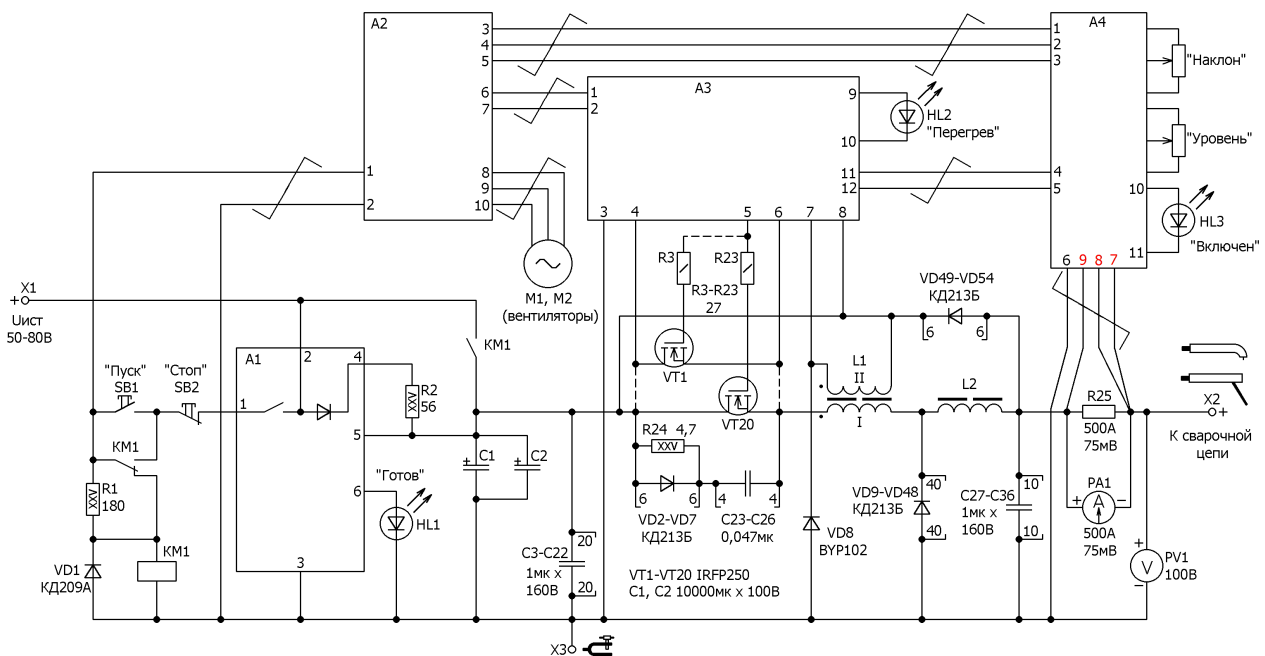 A2
3
4
5
6
7
8
9
10
1
2
A4
1
2
3
"Наклон"
"Уровень"
4
5
10
HL3
"Включен"
11
6
9
8
7
A3
1
2
9
HL2
"Перегрев"
10
11
12
3
4
5
6
7
8
M1, M2
(вентиляторы)
R3
R23
R3-R23
27
VD49-VD54
КД213Б
6
6
X1
+
Uист
50-80В
KM1
"Пуск"
SB1
"Стоп"
SB2
A1
2
4
1
5
6
3
R2
56
XXV
VT1
VT20
L1
II
I
L2
R25
500А
75мВ
X2
+
К сварочной
цепи
KM1
R1
180
XXV
"Готов"
HL1
+
C1
+
C2
R24 4,7
XXV
6
6
4
4
VD2-VD7
КД213Б
C23-C26
0,047мк
VD9-VD48
КД213Б
40
40
C27-C36
1мк х
160В
10
10
PA1
+
A
−
500А
75мВ
VD1
КД209А
KM1
C3-C22
1мк х
160В
20
20
VD8
BYP102
VT1-VT20 IRFP250
C1, C2 10000мк х 100В
+
V
−
PV1
100В
X3